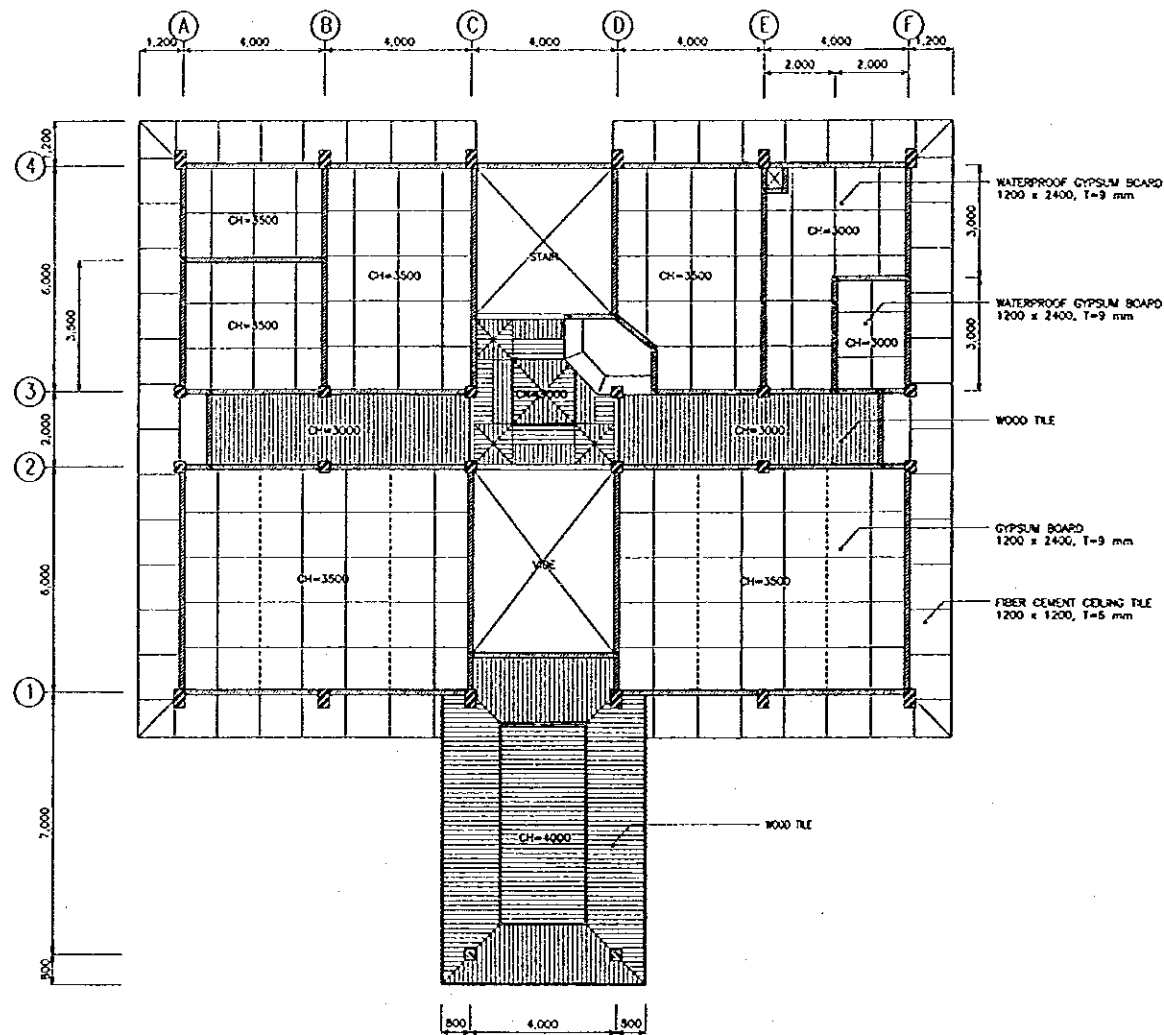 A B C D E F
1,200 4,000 4,000 4,000 4,000 4,000 1,200
2,000 2,000
1,200
4
WATERPROOF GYPSUM BOARD
1200 x 2400, T=9 mm
CH=3500
CH=3000
3,000
STAIR
CH=3500
CH=3500
6,000
WATERPROOF GYPSUM BOARD
1200 x 2400, T=9 mm
CH=3500
3,500
CH=3000
3,000
3
CH=3000
2,000
CH=3000
CH=3000
WOOD TILE
2
GYPSUM BOARD
1200 x 2400, T=9 mm
VIDE
CH=3500
CH=3500
6,000
FIBER CEMENT CEILING TILE
1200 x 1200, T=6 mm
1
7,000
CH=4000
WOOD TILE
800
800 4,000 800